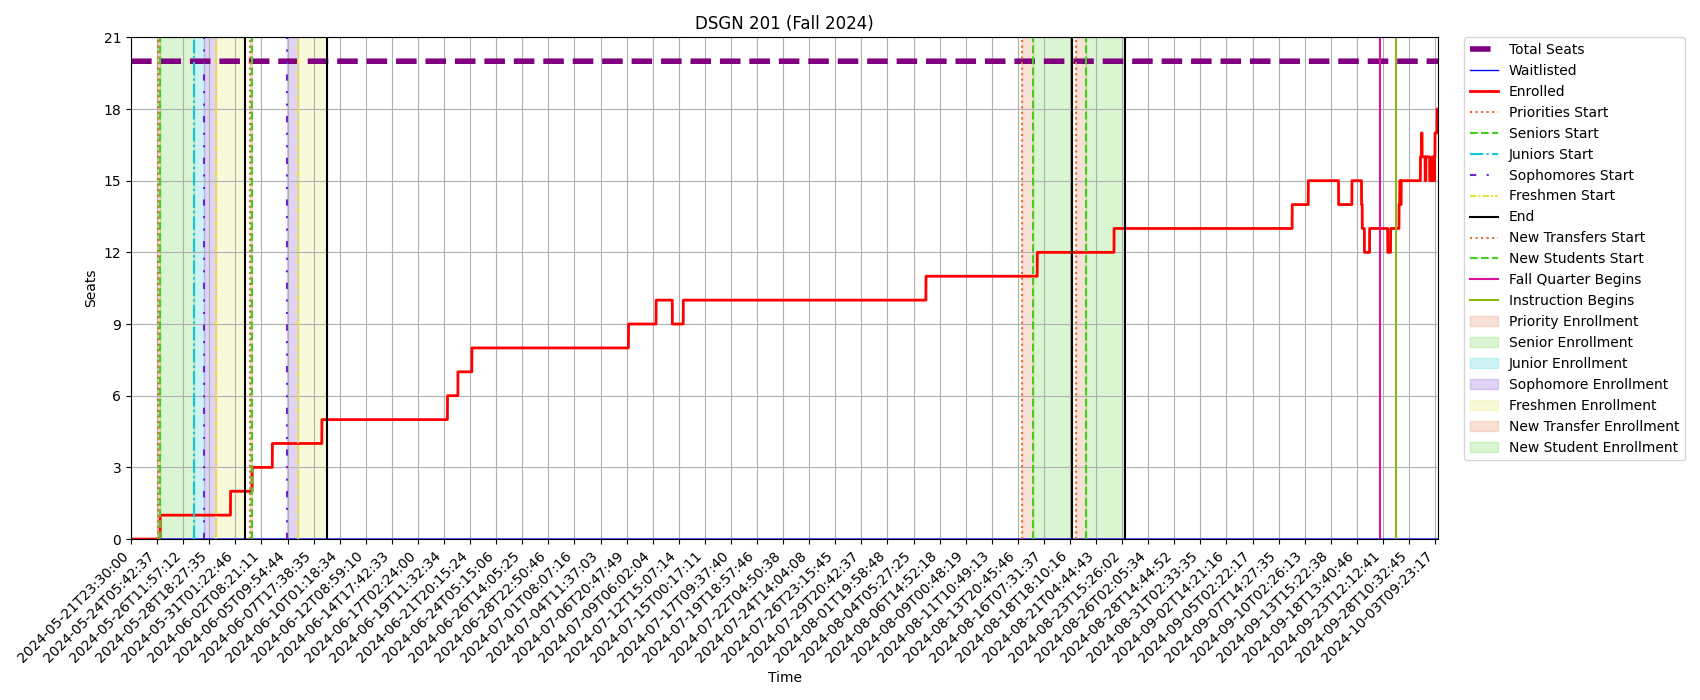 DSGN 201 (Fall 2024)
21
18
15
12
9
6
3
0
Seats
2024-05-21T23:30:00
2024-05-24T05:42:37
2024-05-26T11:57:12
2024-05-28T18:27:35
2024-05-31T01:22:46
2024-06-02T08:21:11
2024-06-05T09:54:44
2024-06-07T17:38:35
2024-06-10T01:18:34
2024-06-12T08:59:10
2024-06-14T17:42:33
2024-06-17T02:24:00
2024-06-19T11:32:34
2024-06-21T20:15:24
2024-06-24T05:15:06
2024-06-26T14:05:25
2024-06-28T22:50:46
2024-07-01T08:07:16
2024-07-04T11:37:03
2024-07-06T20:47:49
2024-07-09T06:02:04
2024-07-12T15:07:14
2024-07-15T00:17:11
2024-07-17T09:37:40
2024-07-19T18:57:46
2024-07-22T04:50:38
2024-07-24T14:04:08
2024-07-26T23:15:45
2024-07-29T20:42:37
2024-08-01T19:58:48
2024-08-04T05:27:25
2024-08-06T14:52:18
2024-08-09T00:48:19
2024-08-11T10:49:13
2024-08-13T20:45:46
2024-08-16T07:31:37
2024-08-18T18:10:16
2024-08-21T04:44:43
2024-08-23T15:26:02
2024-08-26T02:05:34
2024-08-28T14:44:52
2024-08-31T02:33:35
2024-09-02T14:21:16
2024-09-05T02:22:17
2024-09-07T14:27:35
2024-09-10T02:26:13
2024-09-13T15:22:38
2024-09-18T13:40:46
2024-09-23T12:12:41
2024-09-28T10:32:45
2024-10-03T09:23:17
Time
Total Seats
Waitlisted
Enrolled
Priorities Start
Seniors Start
Juniors Start
Sophomores Start
Freshmen Start
End
New Transfers Start
New Students Start
Fall Quarter Begins
Instruction Begins
Priority Enrollment
Senior Enrollment
Junior Enrollment
Sophomore Enrollment
Freshmen Enrollment
New Transfer Enrollment
New Student Enrollment